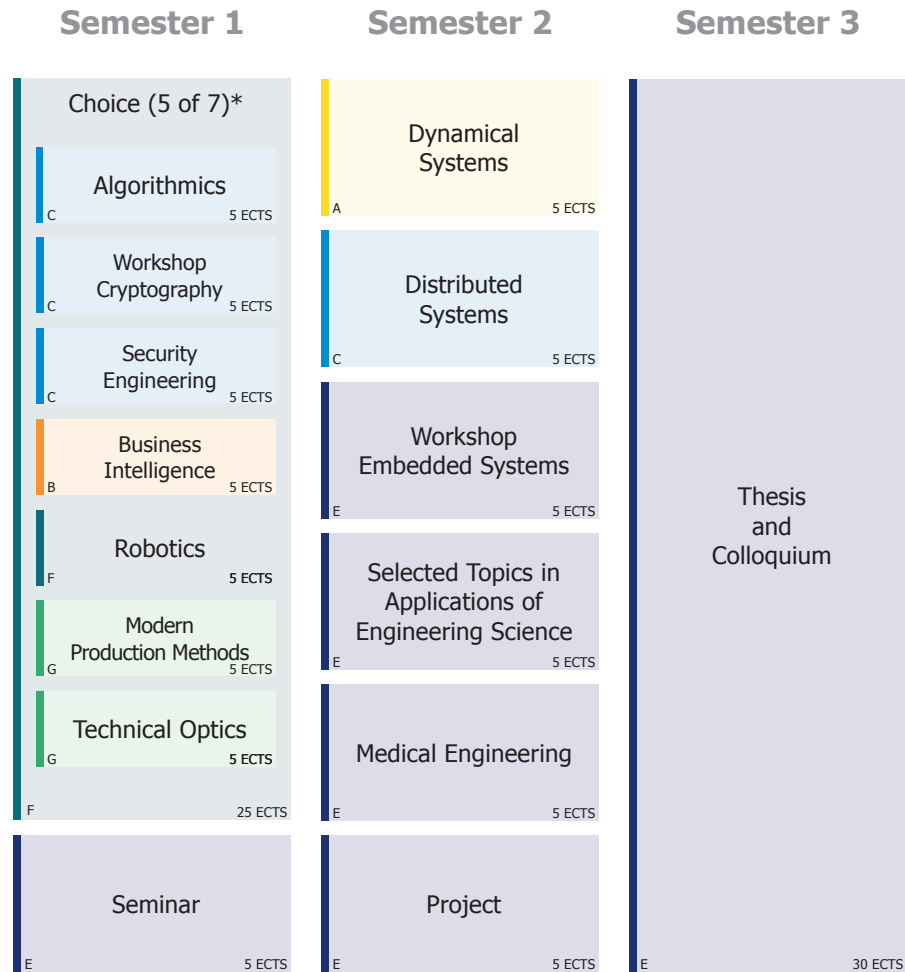 Semester 1
Semester 2
Semester 3
Choice (5 of 7)*
Algorithmics
C
5 ECTS
Workshop
Cryptography
C
5 ECTS
Security
Engineering
C
5 ECTS
Business
Intelligence
B
5 ECTS
Robotics
F
5 ECTS
Modern
Production Methods
G
5 ECTS
Technical Optics
G
5 ECTS
F
25 ECTS
Seminar
E
5 ECTS
Dynamical
Systems
A
5 ECTS
Distributed
Systems
C
5 ECTS
Workshop
Embedded Systems
E
5 ECTS
Selected Topics in
Applications of
Engineering Science
E
5 ECTS
Medical Engineering
E
5 ECTS
Project
E
5 ECTS
Thesis
and
Colloquium
E
30 ECTS